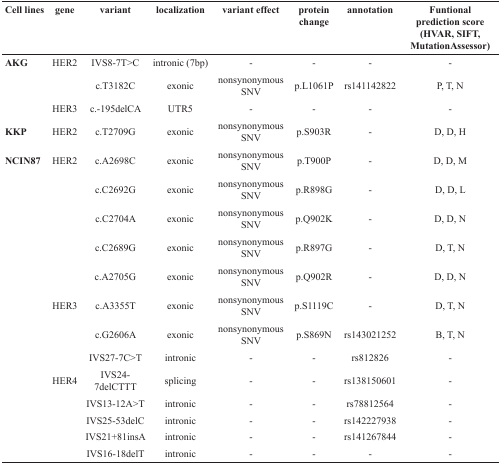 Cell lines gene variant localization variant effect protein change annotation Funtional prediction score (HVAR, SIFT, MutationAssessor)
AKG HER2 IVS8-7T>C intronic (7bp) - - - -
c.T3182C exonic nonsynonymous SNV p.L1061P rs141142822 P, T, N
HER3 c.-195delCA UTR5 - - - -
KKP HER2 c.T2709G exonic nonsynonymous SNV p.S903R - D, D, H
NCIN87 HER2 c.A2698C exonic nonsynonymous SNV p.T900P - D, D, M
c.C2692G exonic nonsynonymous SNV p.R898G - D, D, L
c.C2704A exonic nonsynonymous SNV p.Q902K - D, D, N
c.C2689G exonic nonsynonymous SNV p.R897G - D, T, N
c.A2705G exonic nonsynonymous SNV p.Q902R - D, D, N
HER3 c.A3355T exonic nonsynonymous SNV p.S1119C - D, T, N
c.G2606A exonic nonsynonymous SNV p.S869N rs143021252 B, T, N
IVS27-7C>T intronic - - rs812826 -
HER4 IVS24-7delCTTT splicing - - rs138150601 -
IVS13-12A>T intronic - - rs78812564 -
IVS25-53delC intronic - - rs142227938 -
IVS21+81insA intronic - - rs141267844 -
IVS16-18delT intronic - - - -